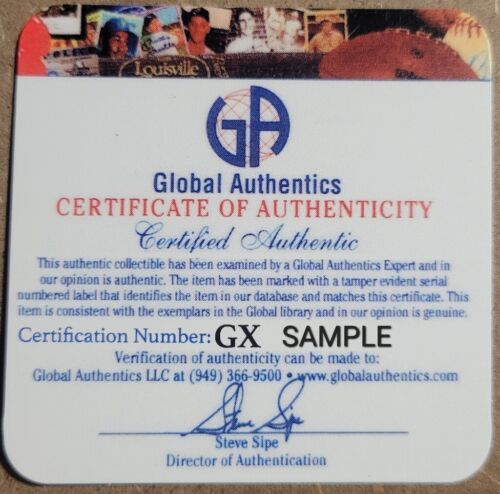 Louisville
GA
Global Authentics
CERTIFICATE OF AUTHENTICITY
Certified Authentic
This authentic collectible has been examined by a Global Authentics Expert and in
our opinion is authentic. The item has been marked with a tamper evident serial
numbered label that identifies the item in our database and matches this certificate. This
item is consistent with the exemplars in the Global library and in our opinion is genuine.
Certification Number: GX SAMPLE
Verification of authenticity can be made to:
Global Authentics LLC at (949) 366-9500 • www.globalauthentics.com
Steve Sipe
Steve Sipe
Director of Authentication